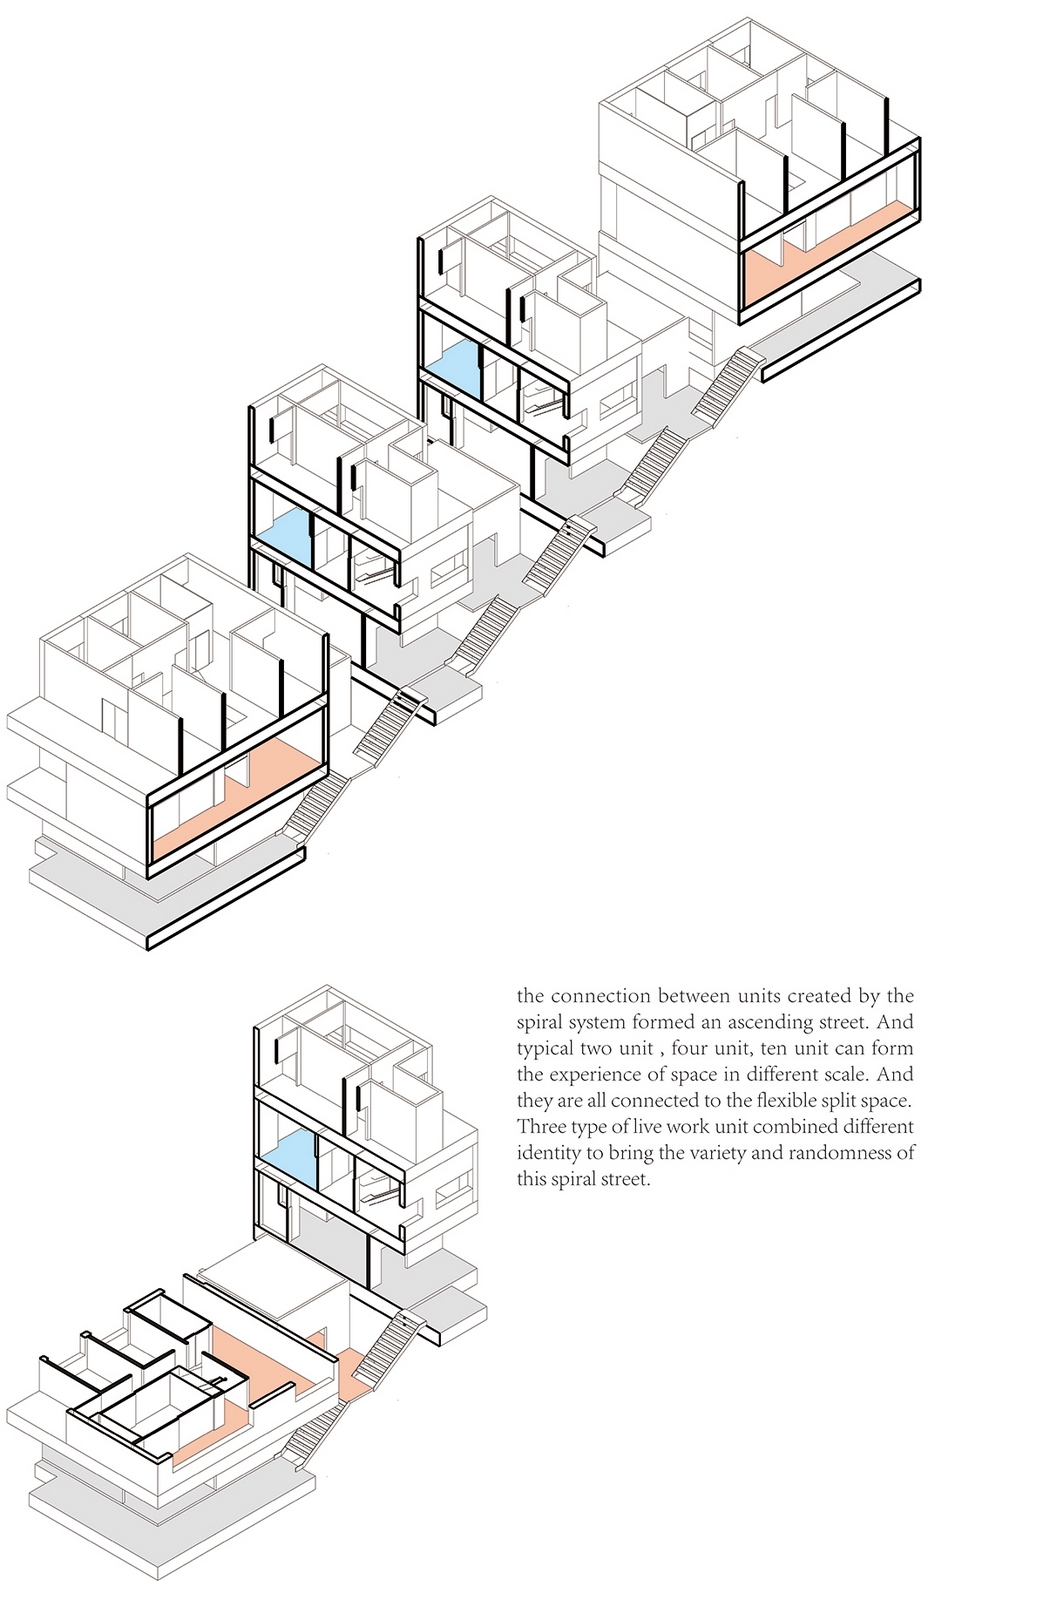 the connection between units created by the
spiral system formed an ascending street. And
typical two unit , four unit, ten unit can form
the experience of space in different scale. And
they are all connected to the flexible split space.
Three type of live work unit combined different
identity to bring the variety and randomness of
this spiral street.